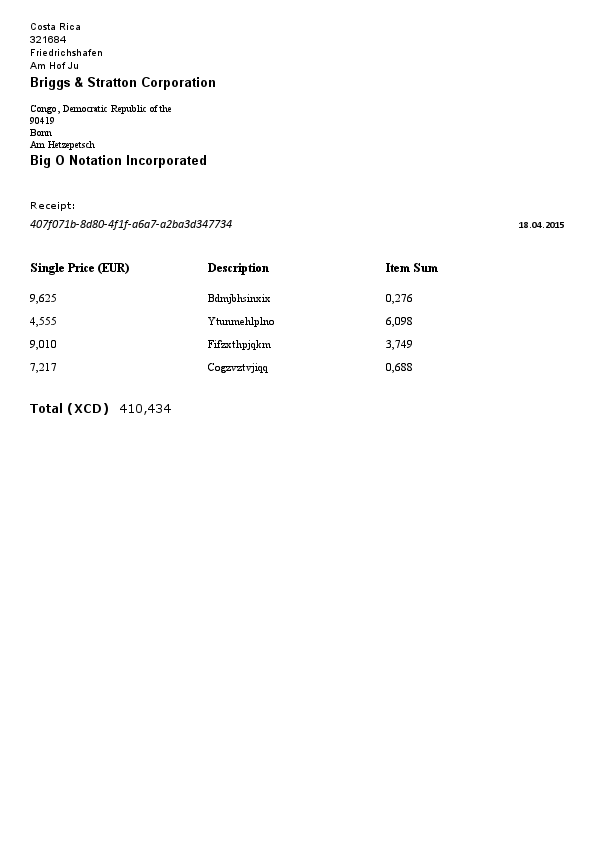 Costa Rica
321684
Friedrichshafen
Am Hof Ju
Briggs & Stratton Corporation
Congo, Democratic Republic of the
90419
Bonn
Am Hetzepetsch
Big O Notation Incorporated
Receipt:
407f071b-8d80-4f1f-a6a7-a2ba3d347734 18.04.2015
Single Price (EUR) Description Item Sum
9,625 Bdmjbhsinxix 0,276
4,555 Ytunmehlplno 6,098
9,010 Fifzxthpjqkm 3,749
7,217 Cogzvztvjiqq 0,688
Total (XCD) 410,434